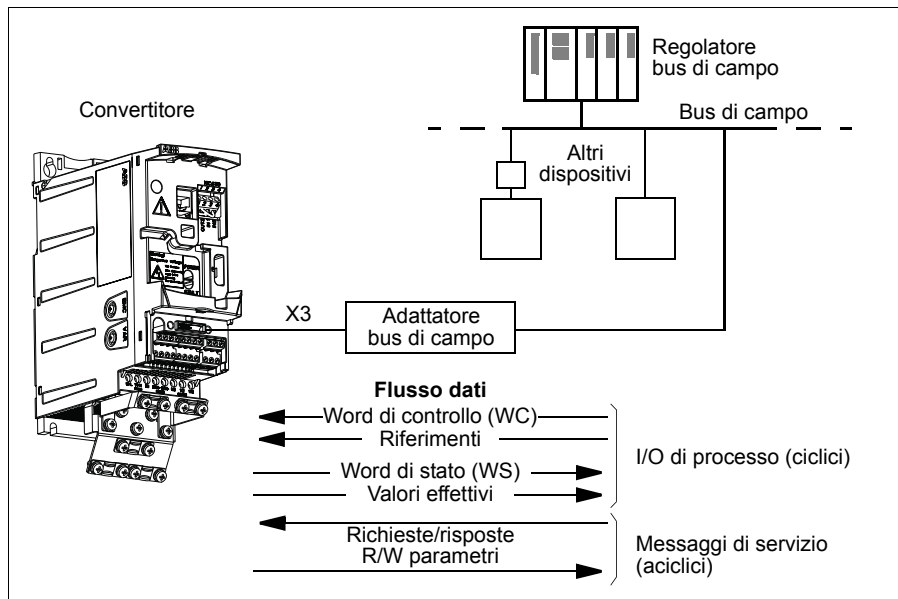 Regolatore
bus di campo
Convertitore
Bus di campo
Altri
dispositivi
ABB
X3
Adattatore
bus di campo
Flusso dati
Word di controllo (WC)
Riferimenti
I/O di processo (ciclici)
Word di stato (WS)
Valori effettivi
Richieste/risposte
R/W parametri
Messaggi di servizio
(aciclici)